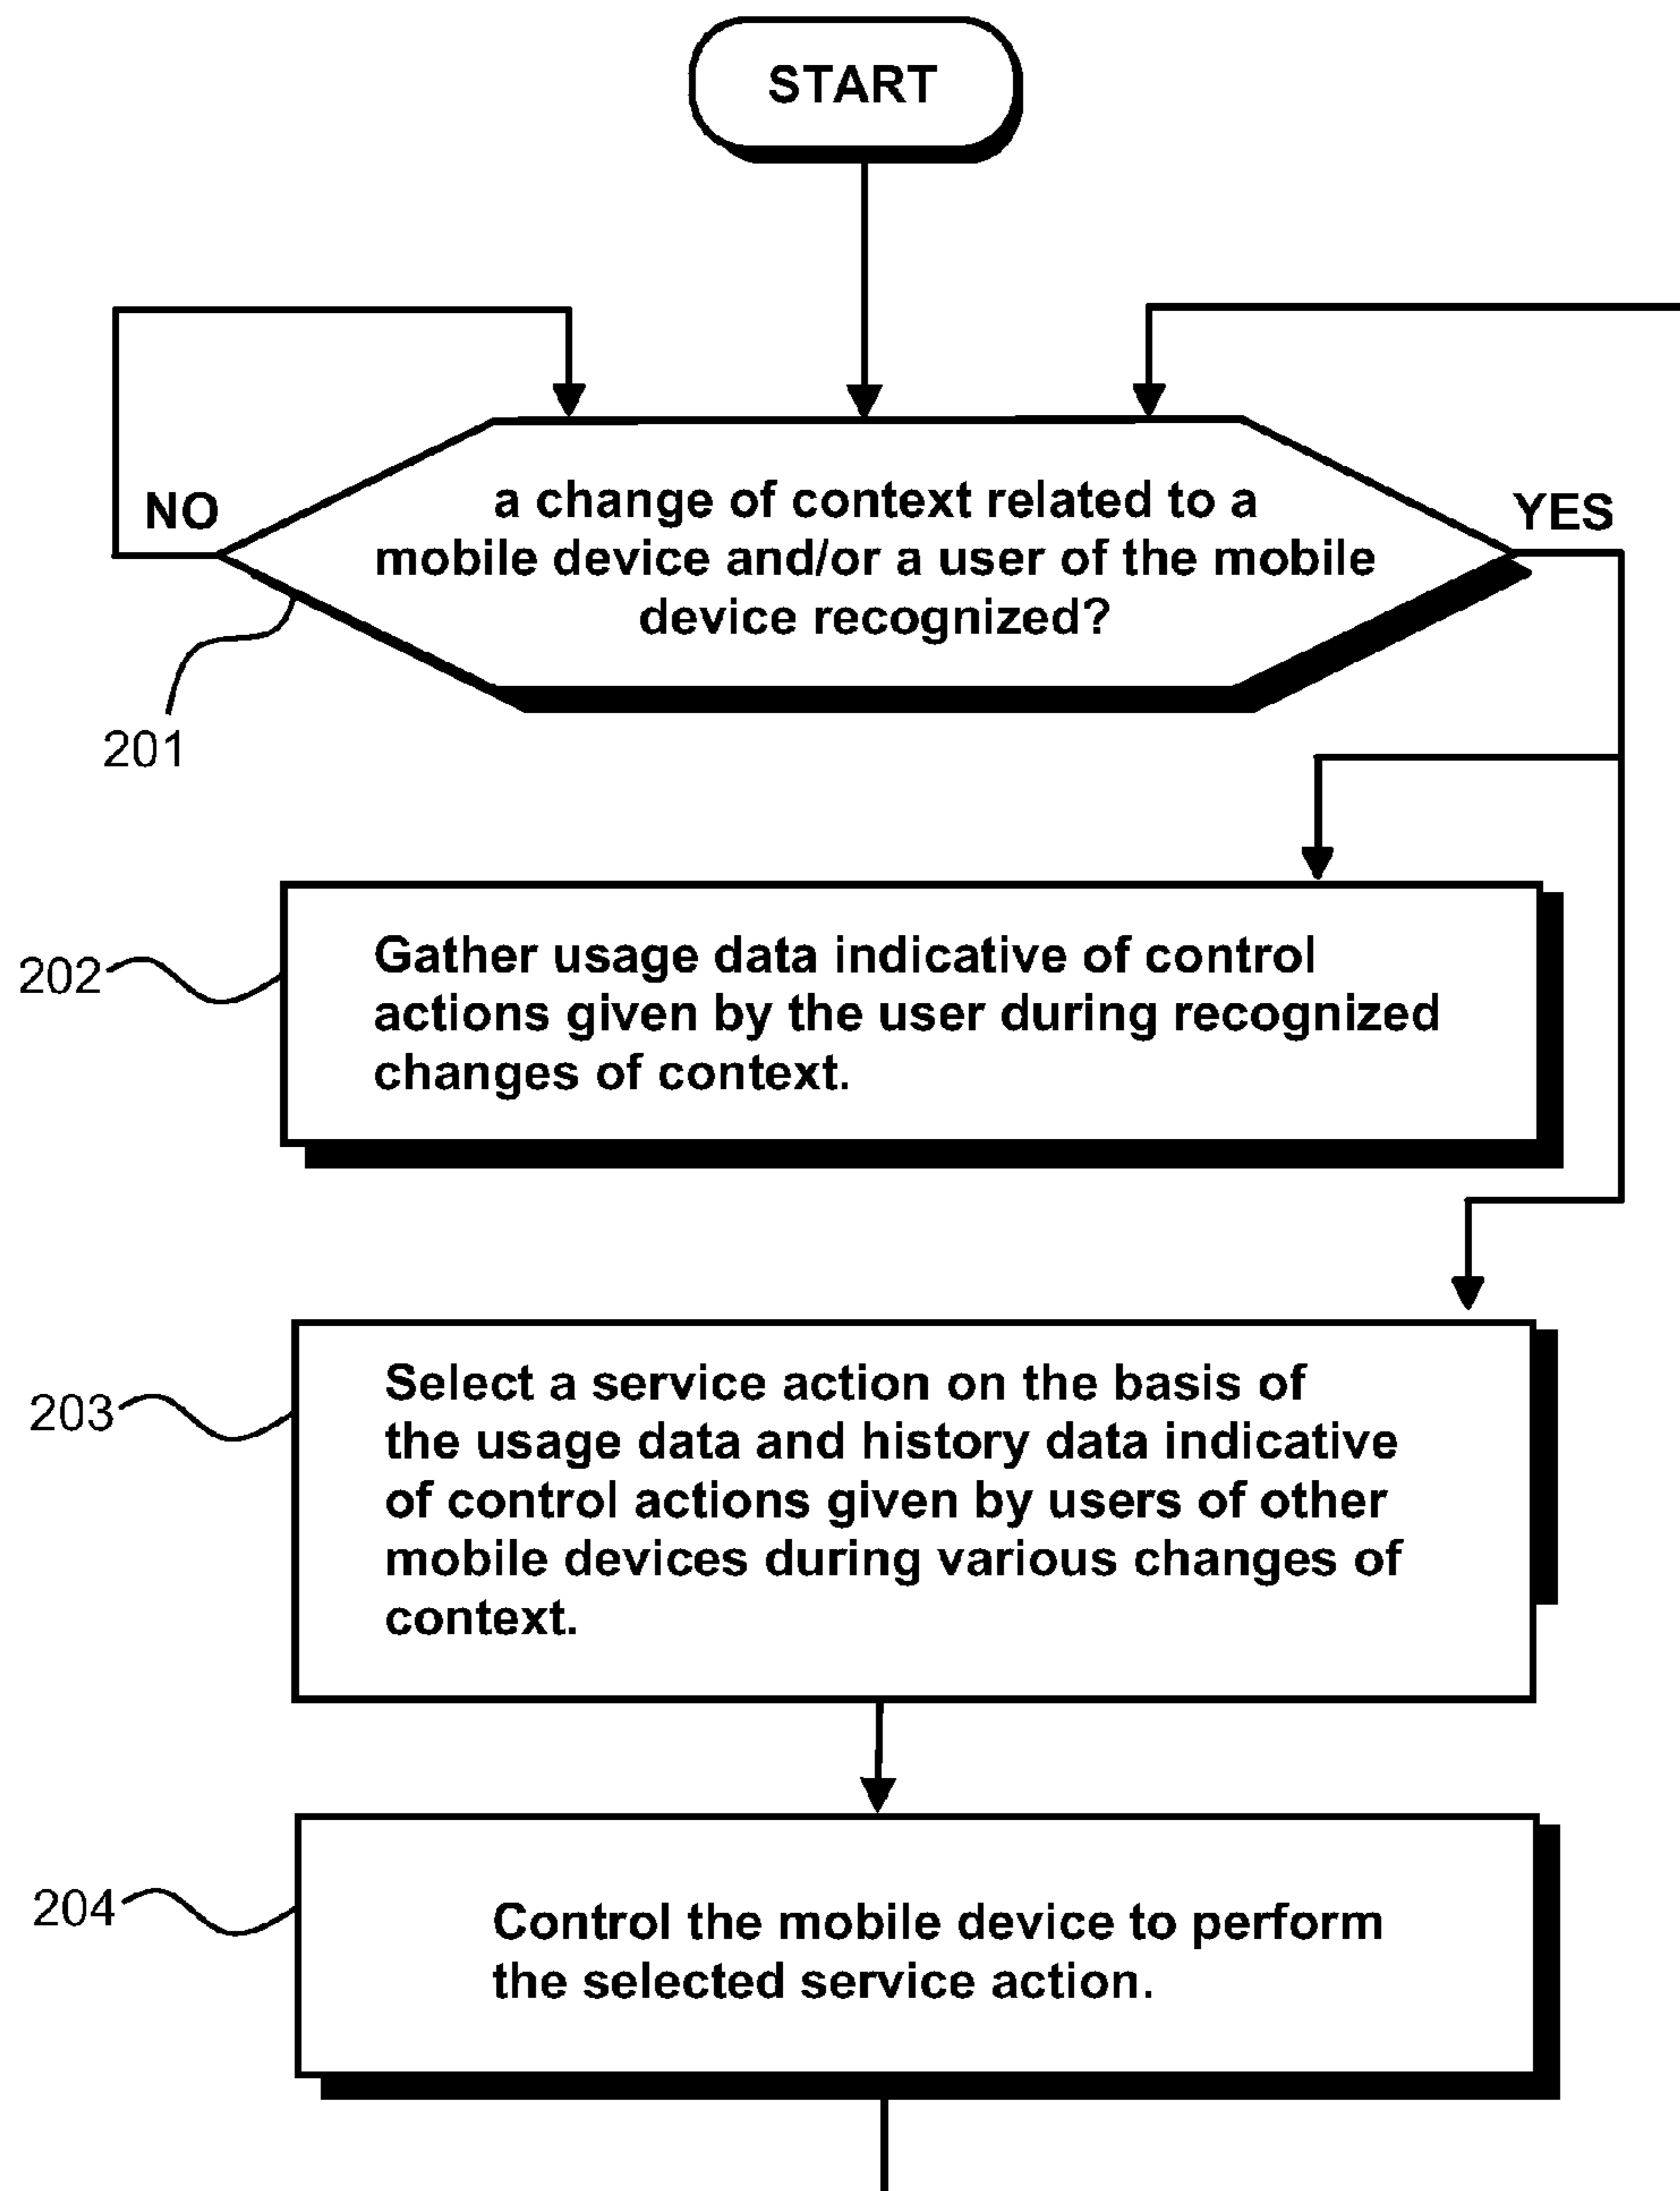 START
NO
YES
a change of context related to a
mobile device and/or a user of the mobile
device recognized?
201
202
Gather usage data indicative of control
actions given by the user during recognized
changes of context.
203
Select a service action on the basis of
the usage data and history data indicative
of control actions given by users of other
mobile devices during various changes of
context.
204
Control the mobile device to perform
the selected service action.